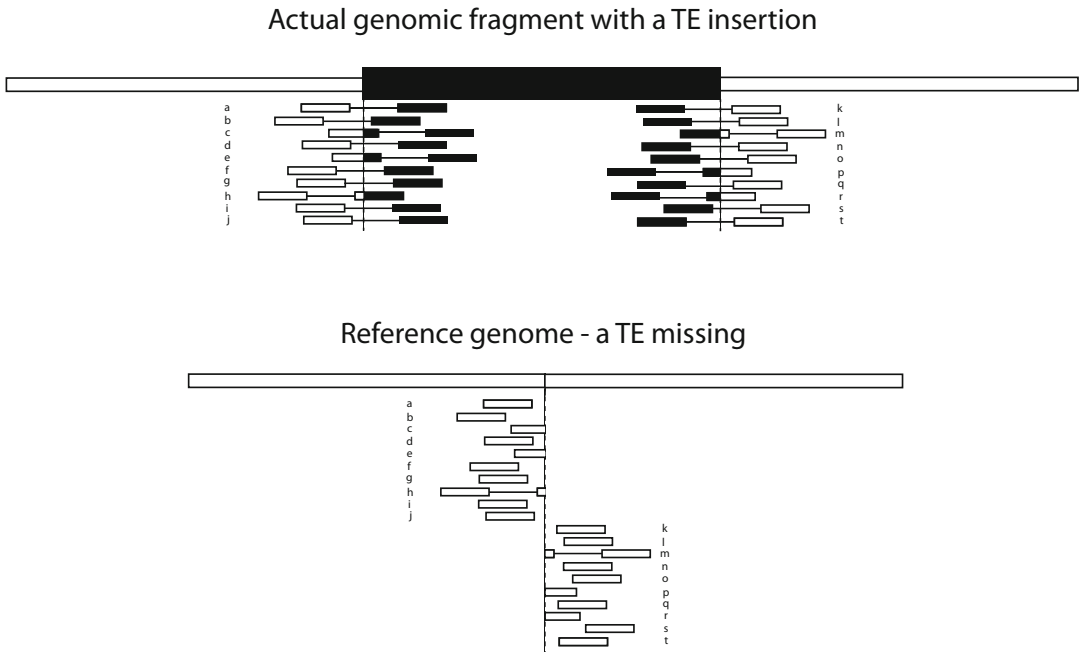 Actual genomic fragment with a TE insertion
a
b
c
d
e
f
g
h
i
j
k
l
m
n
o
p
q
r
s
t
Reference genome - a TE missing
a
b
c
d
e
f
g
h
i
j
k
l
m
n
o
p
q
r
s
t